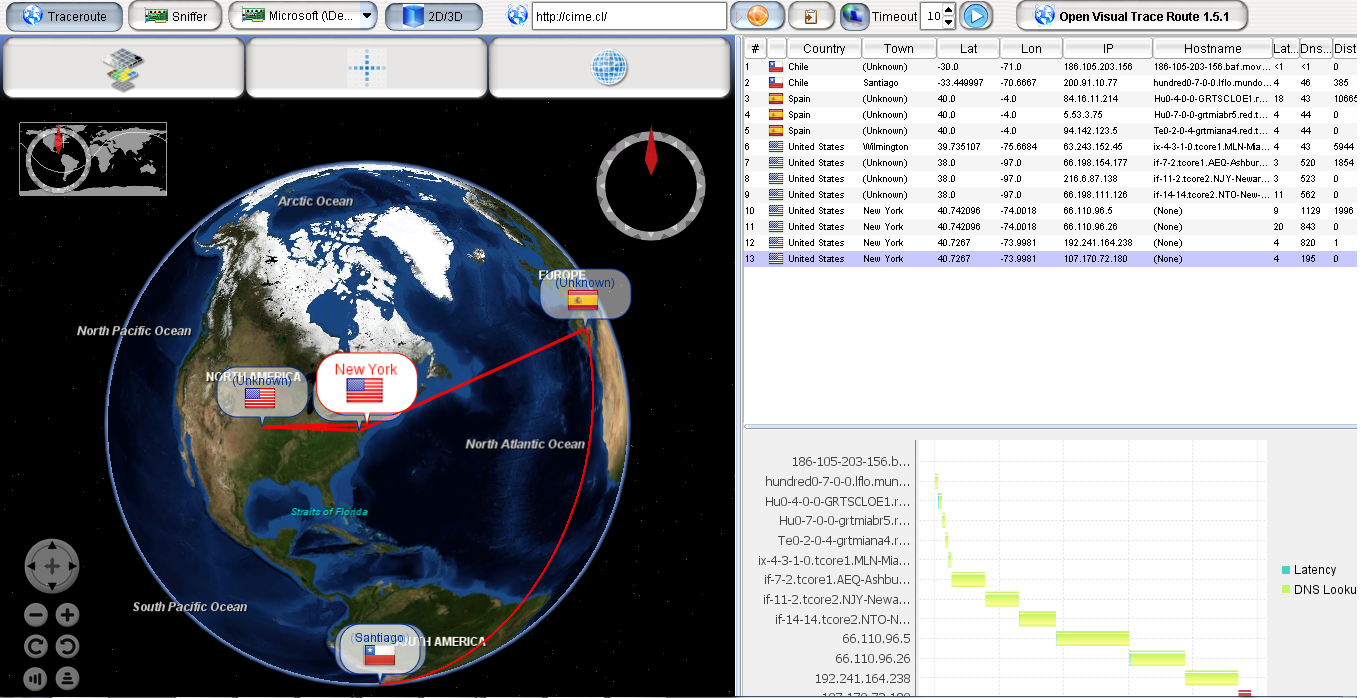 Traceroute Sniffer Microsoft (\De... 2D/3D http://cime.cl/ Timeout 10 Open Visual Trace Route 1.5.1
Arctic Ocean
EUROPE
(Unknown)
North Pacific Ocean
New York
NORTH AMERICA
(Unknown)
North Atlantic Ocean
Straits of Florida
South Pacific Ocean
(Santiago)
SOUTH AMERICA
# Country Town Lat Lon IP Hostname Lat... Dns... Dist
1 Chile (Unknown) -30.0 -71.0 186.105.203.156 186-105-203-156.baf.mov... <1 <1 0
2 Chile Santiago -33.449997 -70.6667 200.91.10.77 hundred0-7-0-0.lflo.mundo... 4 46 385
3 Spain (Unknown) 40.0 -4.0 84.16.11.214 Hu0-4-0-0-GRTSCLOE1.r... 18 43 10665
4 Spain (Unknown) 40.0 -4.0 5.53.3.75 Hu0-7-0-0-grtmiabr5.red.t... 4 44 0
5 Spain (Unknown) 40.0 -4.0 94.142.123.5 Te0-2-0-4-grtmiana4.red.t... 4 44 0
6 United States Wilmington 39.735107 -75.6684 63.243.152.45 ix-4-3-1-0.tcore1.MLN-Mia... 4 43 5944
7 United States (Unknown) 38.0 -97.0 66.198.154.177 if-7-2.tcore1.AEQ-Ashbur... 3 520 1854
8 United States (Unknown) 38.0 -97.0 216.6.87.138 if-11-2.tcore2.NJY-Newar... 3 523 0
9 United States (Unknown) 38.0 -97.0 66.198.111.126 if-14-14.tcore2.NTO-New-... 11 562 0
10 United States New York 40.742096 -74.0018 66.110.96.5 (None) 9 1129 1996
11 United States New York 40.742096 -74.0018 66.110.96.26 (None) 20 843 0
12 United States New York 40.7267 -73.9981 192.241.164.238 (None) 4 820 1
13 United States New York 40.7267 -73.9981 107.170.72.180 (None) 4 195 0
186-105-203-156.b...
hundred0-7-0-0.lflo.mun...
Hu0-4-0-0-GRTSCLOE1.r...
Hu0-7-0-0-grtmiabr5.r...
Te0-2-0-4-grtmiana4.r...
ix-4-3-1-0.tcore1.MLN-Mia...
if-7-2.tcore1.AEQ-Ashbu...
if-11-2.tcore2.NJY-Newa...
if-14-14.tcore2.NTO-N...
66.110.96.5
66.110.96.26
192.241.164.238
107.170.72.180
Latency
DNS Looku